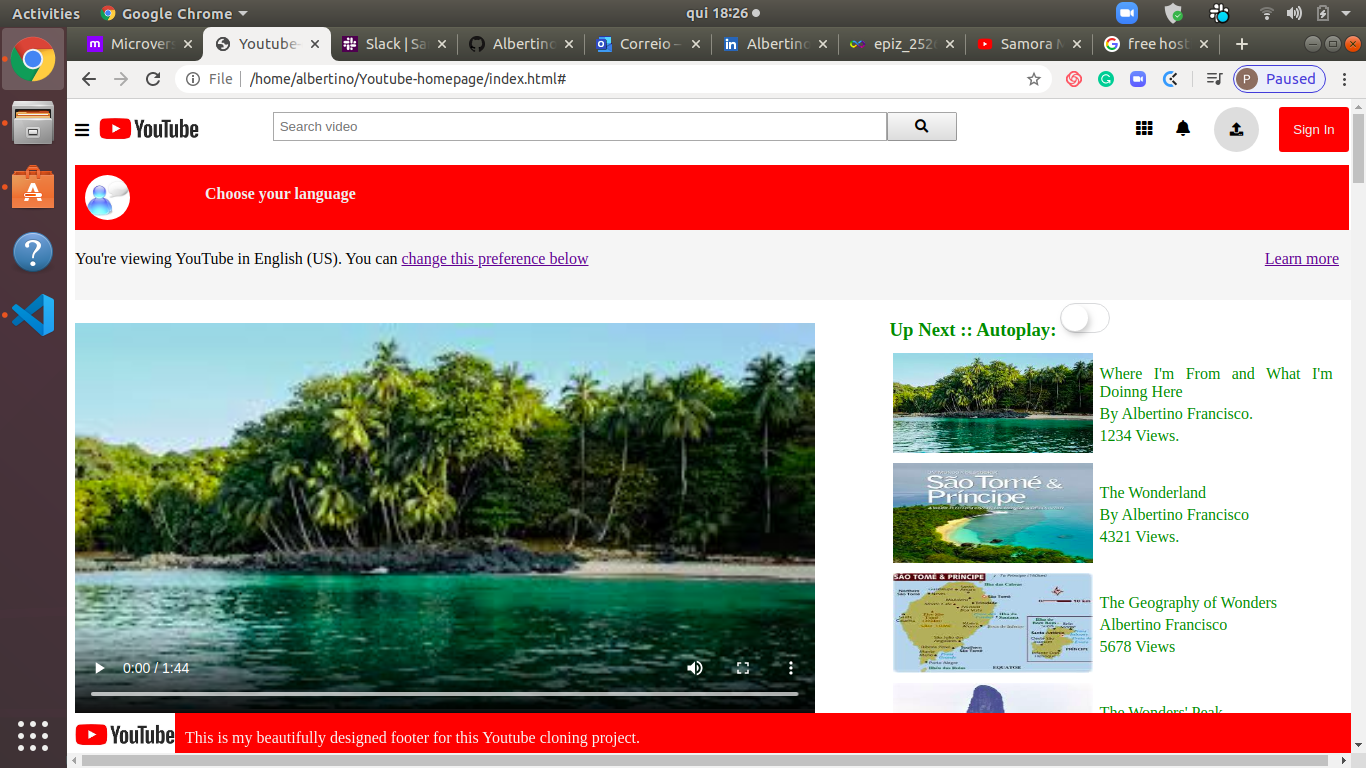 Activities Google Chrome qui 18:26
Microvers Youtube- Slack | Sa Albertino Correio – Albertino epiz_252 Samora M free host
File /home/albertino/Youtube-homepage/index.html# P Paused
YouTube Search video Sign In
Choose your language
You're viewing YouTube in English (US). You can change this preference below Learn more
Up Next :: Autoplay:
Where I'm From and What I'm
Doinng Here
By Albertino Francisco.
1234 Views.
São Tomé &
Príncipe
The Wonderland
By Albertino Francisco
4321 Views.
SÃO TOMÉ & PRÍNCIPE
EQUATOR
The Geography of Wonders
Albertino Francisco
5678 Views
0:00 / 1:44
The Wonders' Peak
YouTube This is my beautifully designed footer for this Youtube cloning project.